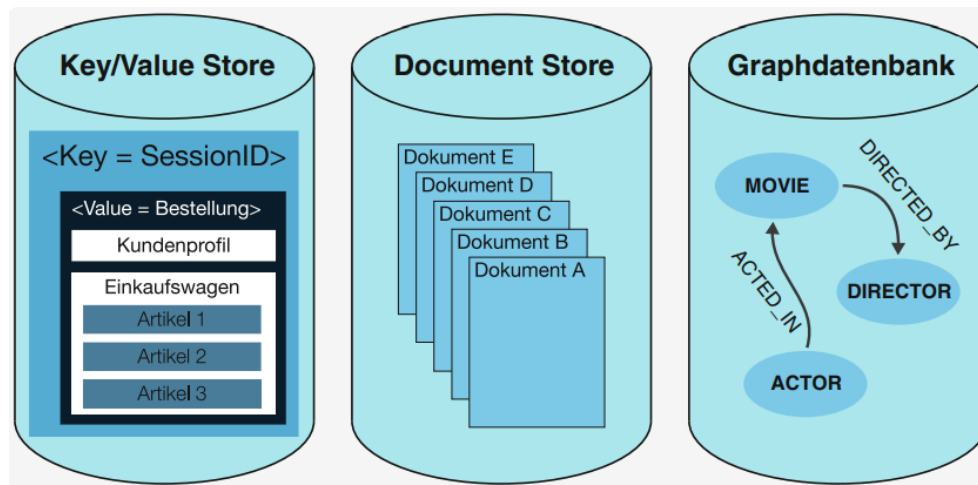 Key/Value Store
<Key = SessionID>
<Value = Bestellung>
Kundenprofil
Einkaufswagen
Artikel 1
Artikel 2
Artikel 3
Document Store
Dokument E
Dokument D
Dokument C
Dokument B
Dokument A
Graphdatenbank
MOVIE
DIRECTED_BY
DIRECTOR
ACTED_IN
ACTOR